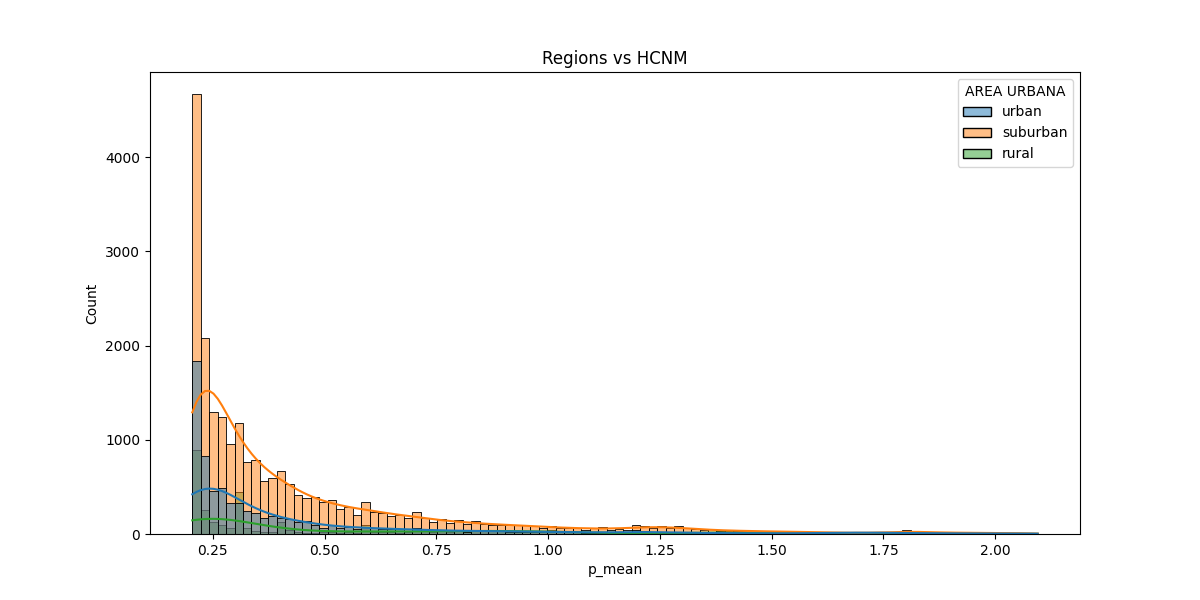 Regions vs HCNM
AREA URBANA
urban
suburban
rural
Count
4000
3000
2000
1000
0
0.25 0.50 0.75 1.00 1.25 1.50 1.75 2.00
p_mean